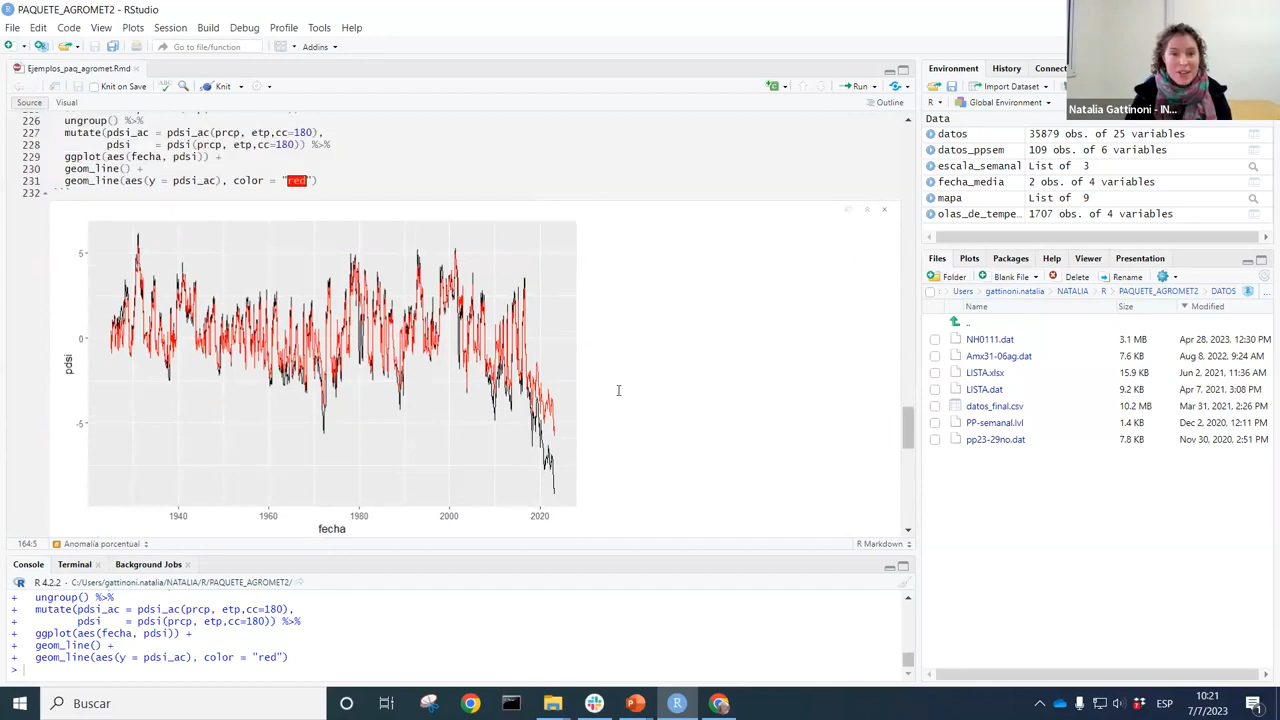 PAQUETE_AGROMET2 - RStudio
File Edit Code View Plots Session Build Debug Profile Tools Help
Go to file/function Addins
Ejemplos_paq_agromet.Rmd
Knit on Save Knit Run
Source Visual Outline
226 ungroup() %>%
227 mutate(pdsi_ac = pdsi_ac(prcp, etp,cc=180),
228 pdsi = pdsi(prcp, etp,cc=180)) %>%
229 ggplot(aes(fecha, pdsi)) +
230 geom_line() +
231 geom_line(aes(y = pdsi_ac), color = "red")
232
5
0
-5
pdsi
1940 1960 1980 2000 2020
fecha
164:5 Anomalía porcentual R Markdown
Console Terminal Background Jobs
R 4.2.2 · C:/Users/gattinoni.natalia/NATALIA/R/PAQUETE_AGROMET2/
+ ungroup() %>%
+ mutate(pdsi_ac = pdsi_ac(prcp, etp,cc=180),
+ pdsi = pdsi(prcp, etp,cc=180)) %>%
+ ggplot(aes(fecha, pdsi)) +
+ geom_line() +
+ geom_line(aes(y = pdsi_ac), color = "red")
>
Environment History Connect
Import Dataset
R Global Environment
Data
datos 35879 obs. of 25 variables
datos_ppsem 109 obs. of 6 variables
escala_semanal List of 3
fecha_media 2 obs. of 4 variables
mapa List of 9
olas_de_tempe… 1707 obs. of 4 variables
Natalia Gattinoni - IN...
Files Plots Packages Help Viewer Presentation
Folder Blank File Delete Rename
Users gattinoni.natalia NATALIA R PAQUETE_AGROMET2 DATOS ...
Name Size Modified
..
NH0111.dat 3.1 MB Apr 28, 2023, 12:30 PM
Amx31-06ag.dat 7.6 KB Aug 8, 2022, 9:24 AM
LISTA.xlsx 15.9 KB Jun 2, 2021, 11:36 AM
LISTA.dat 9.2 KB Apr 7, 2021, 3:08 PM
datos_final.csv 10.2 MB Mar 31, 2021, 2:26 PM
PP-semanal.lvl 1.4 KB Dec 2, 2020, 12:11 PM
pp23-29no.dat 7.8 KB Nov 30, 2020, 2:51 PM
Buscar
ESP
10:21
7/7/2023